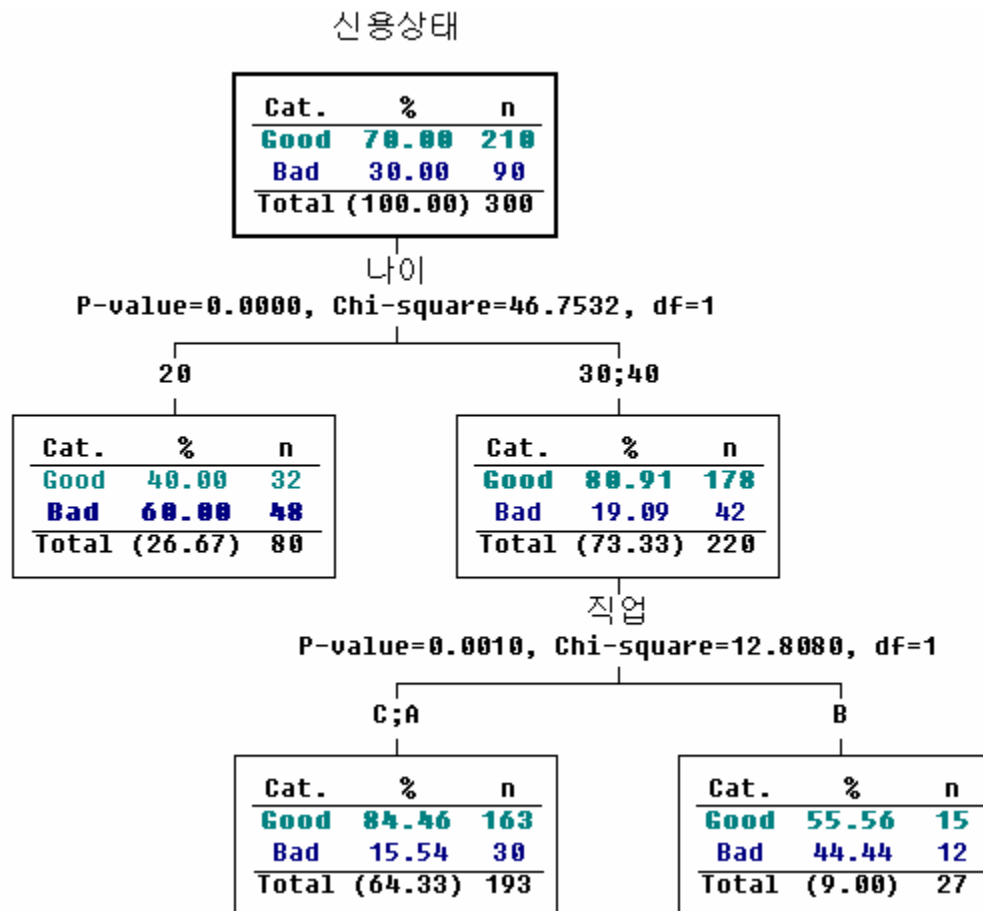 신용상태
Cat. % n
Good 70.00 210
Bad 30.00 90
Total (100.00) 300
나이
P-value=0.0000, Chi-square=46.7532, df=1
20
30;40
Cat. % n
Good 40.00 32
Bad 60.00 48
Total (26.67) 80
Cat. % n
Good 80.91 178
Bad 19.09 42
Total (73.33) 220
직업
P-value=0.0010, Chi-square=12.8080, df=1
C;A
B
Cat. % n
Good 84.46 163
Bad 15.54 30
Total (64.33) 193
Cat. % n
Good 55.56 15
Bad 44.44 12
Total (9.00) 27